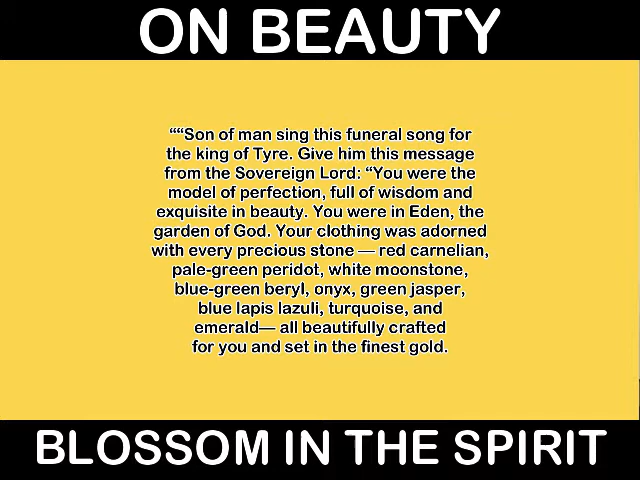 ON BEAUTY
““Son of man sing this funeral song for
the king of Tyre. Give him this message
from the Sovereign Lord: “You were the
model of perfection, full of wisdom and
exquisite in beauty. You were in Eden, the
garden of God. Your clothing was adorned
with every precious stone — red carnelian,
pale-green peridot, white moonstone,
blue-green beryl, onyx, green jasper,
blue lapis lazuli, turquoise, and
emerald— all beautifully crafted
for you and set in the finest gold.
BLOSSOM IN THE SPIRIT